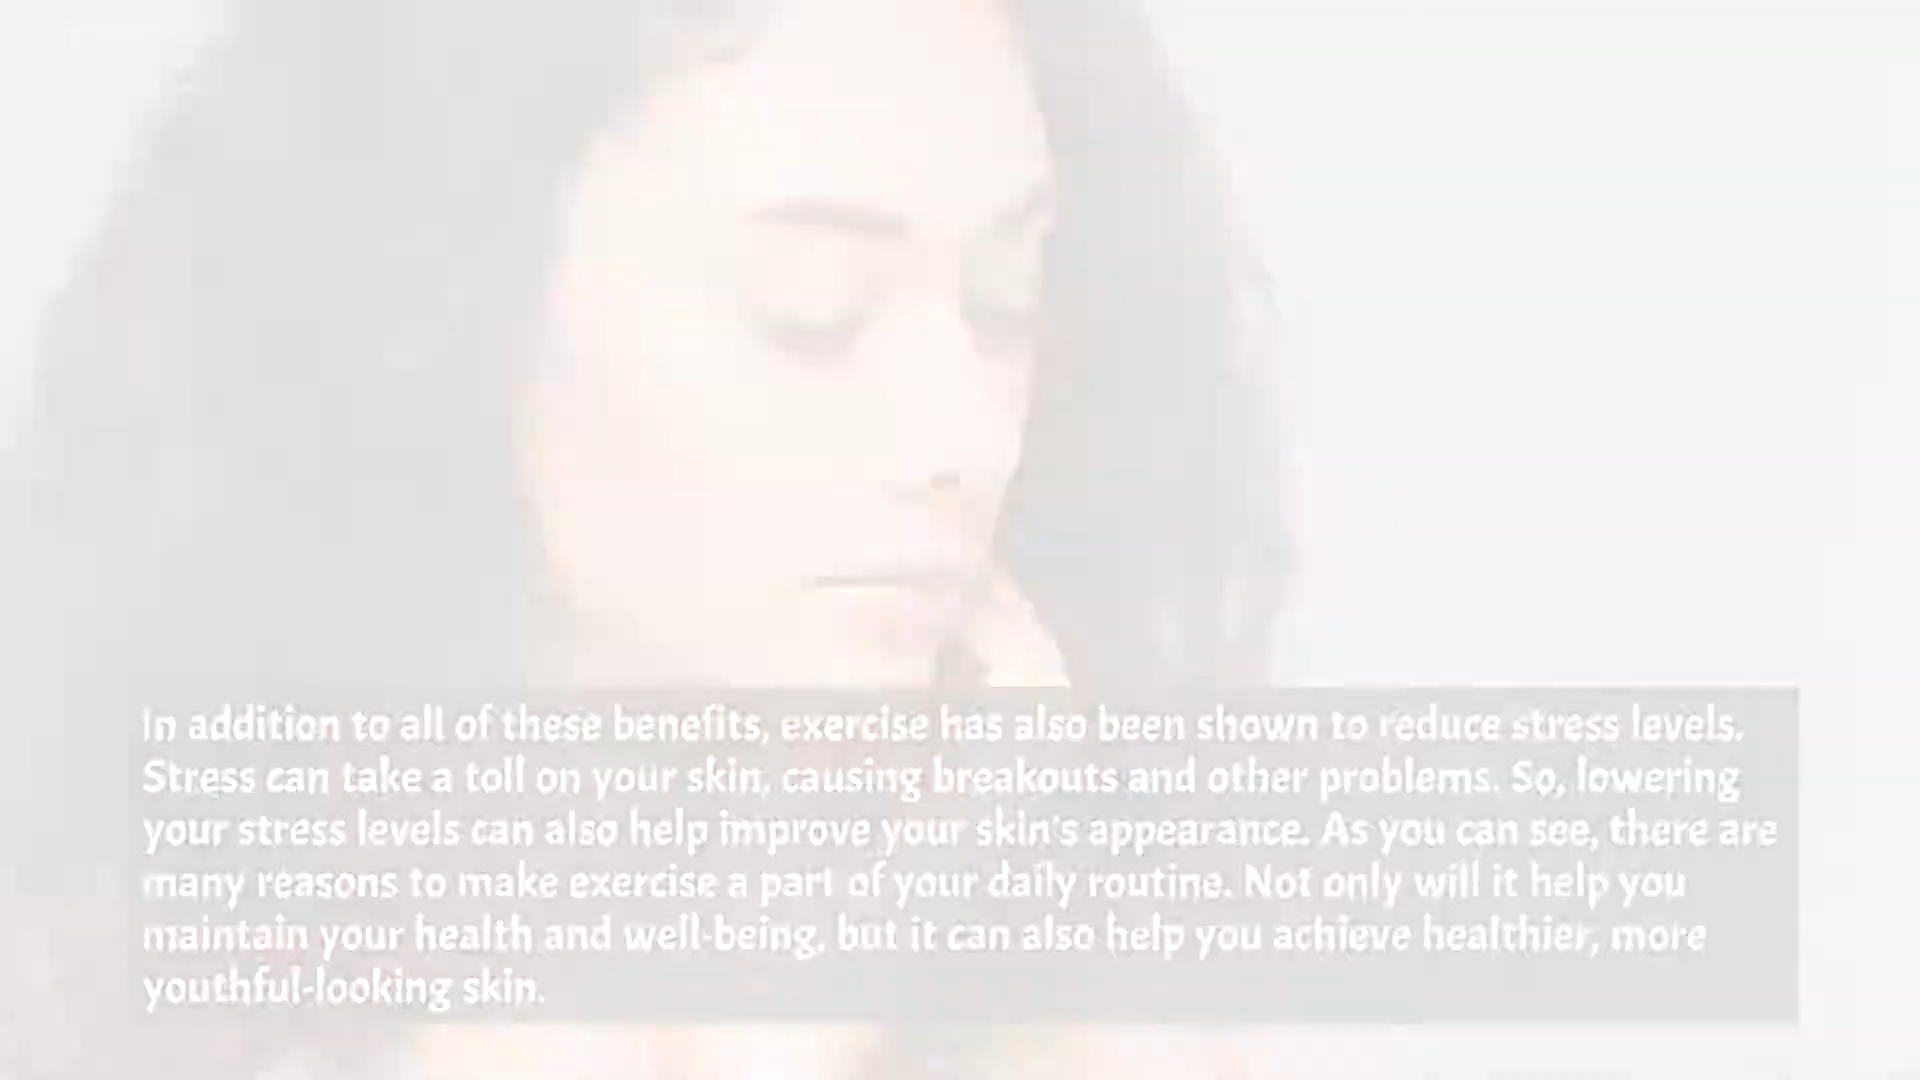 In addition to all of these benefits, exercise has also been shown to reduce stress levels.
Stress can take a toll on your skin, causing breakouts and other problems. So, lowering
your stress levels can also help improve your skin's appearance. As you can see, there are
many reasons to make exercise a part of your daily routine. Not only will it help you
maintain your health and well-being, but it can also help you achieve healthier, more
youthful-looking skin.